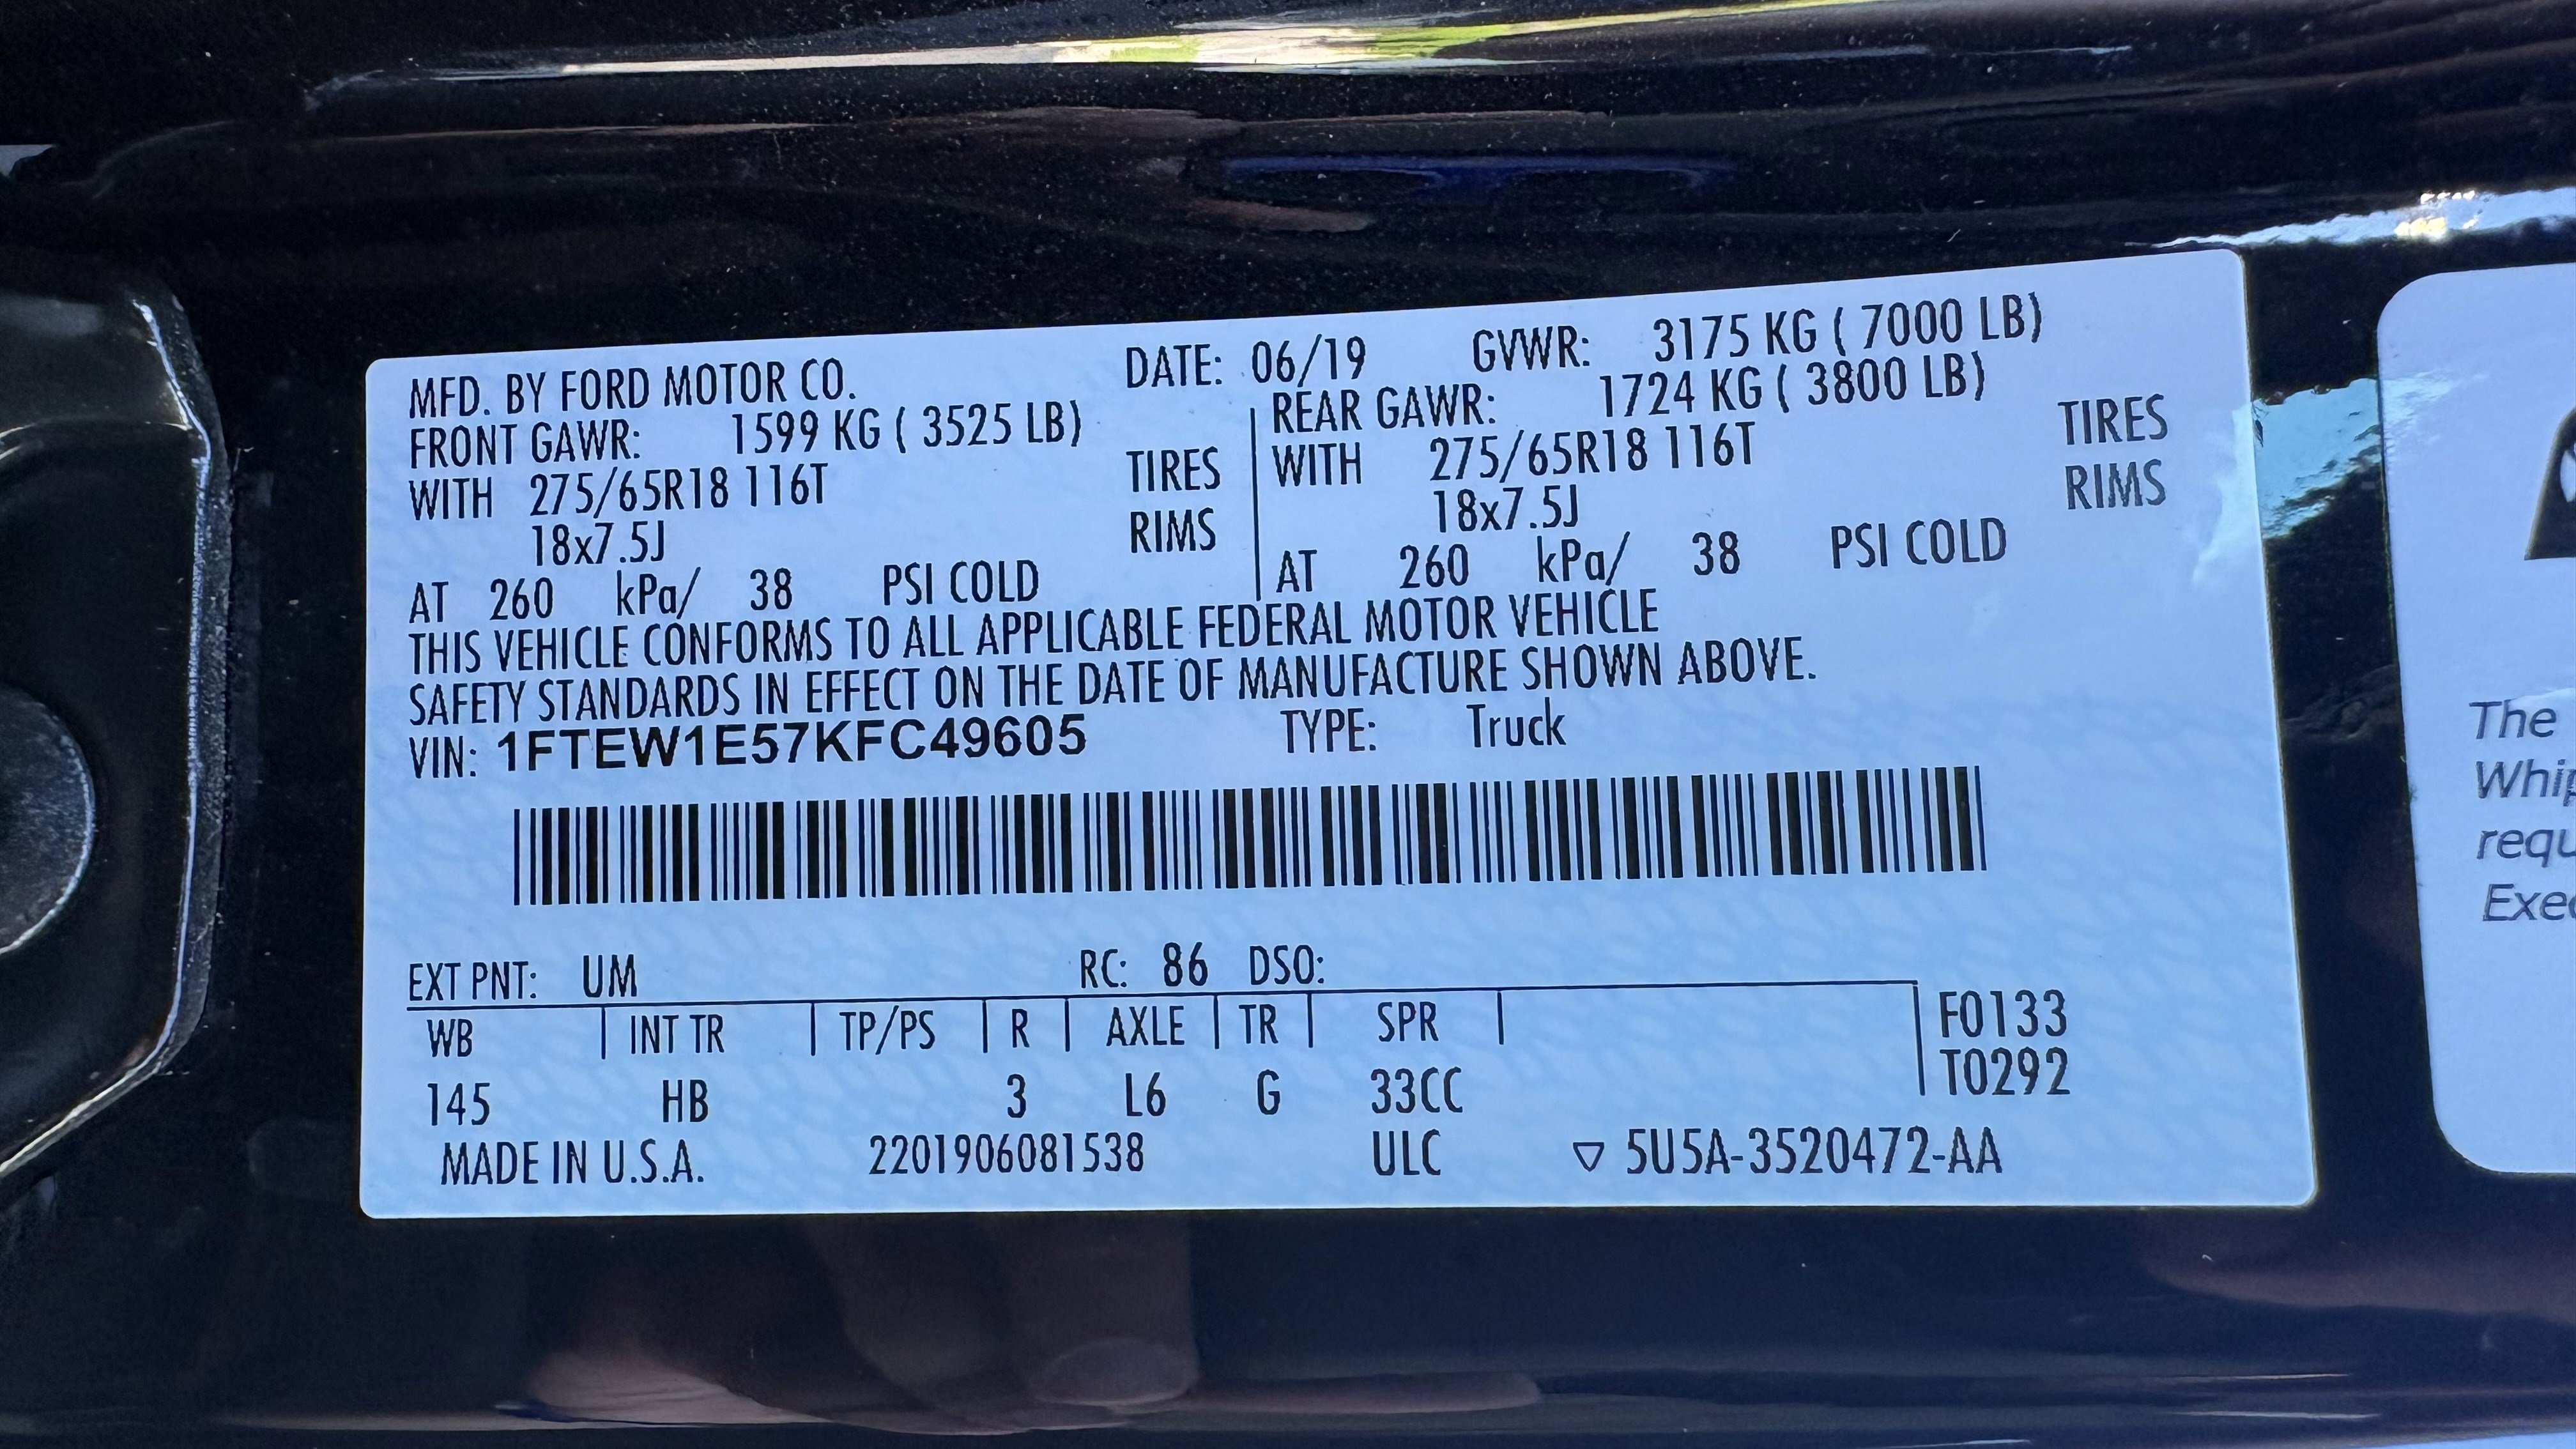 MFD. BY FORD MOTOR CO. DATE: 06/19 GVWR: 3175 KG ( 7000 LB)
FRONT GAWR: 1599 KG ( 3525 LB) REAR GAWR: 1724 KG ( 3800 LB)
WITH 275/65R18 116T TIRES WITH 275/65R18 116T TIRES
18x7.5J RIMS 18x7.5J RIMS
AT 260 kPa/ 38 PSI COLD AT 260 kPa/ 38 PSI COLD
THIS VEHICLE CONFORMS TO ALL APPLICABLE FEDERAL MOTOR VEHICLE
SAFETY STANDARDS IN EFFECT ON THE DATE OF MANUFACTURE SHOWN ABOVE.
VIN: 1FTEW1E57KFC49605 TYPE: Truck
EXT PNT: UM RC: 86 DSO:
WB INT TR TP/PS R AXLE TR SPR F0133
145 HB 3 L6 G 33CC T0292
MADE IN U.S.A. 2201906081538 ULC ▽ 5U5A-3520472-AA
The
Whip
requ
Exec